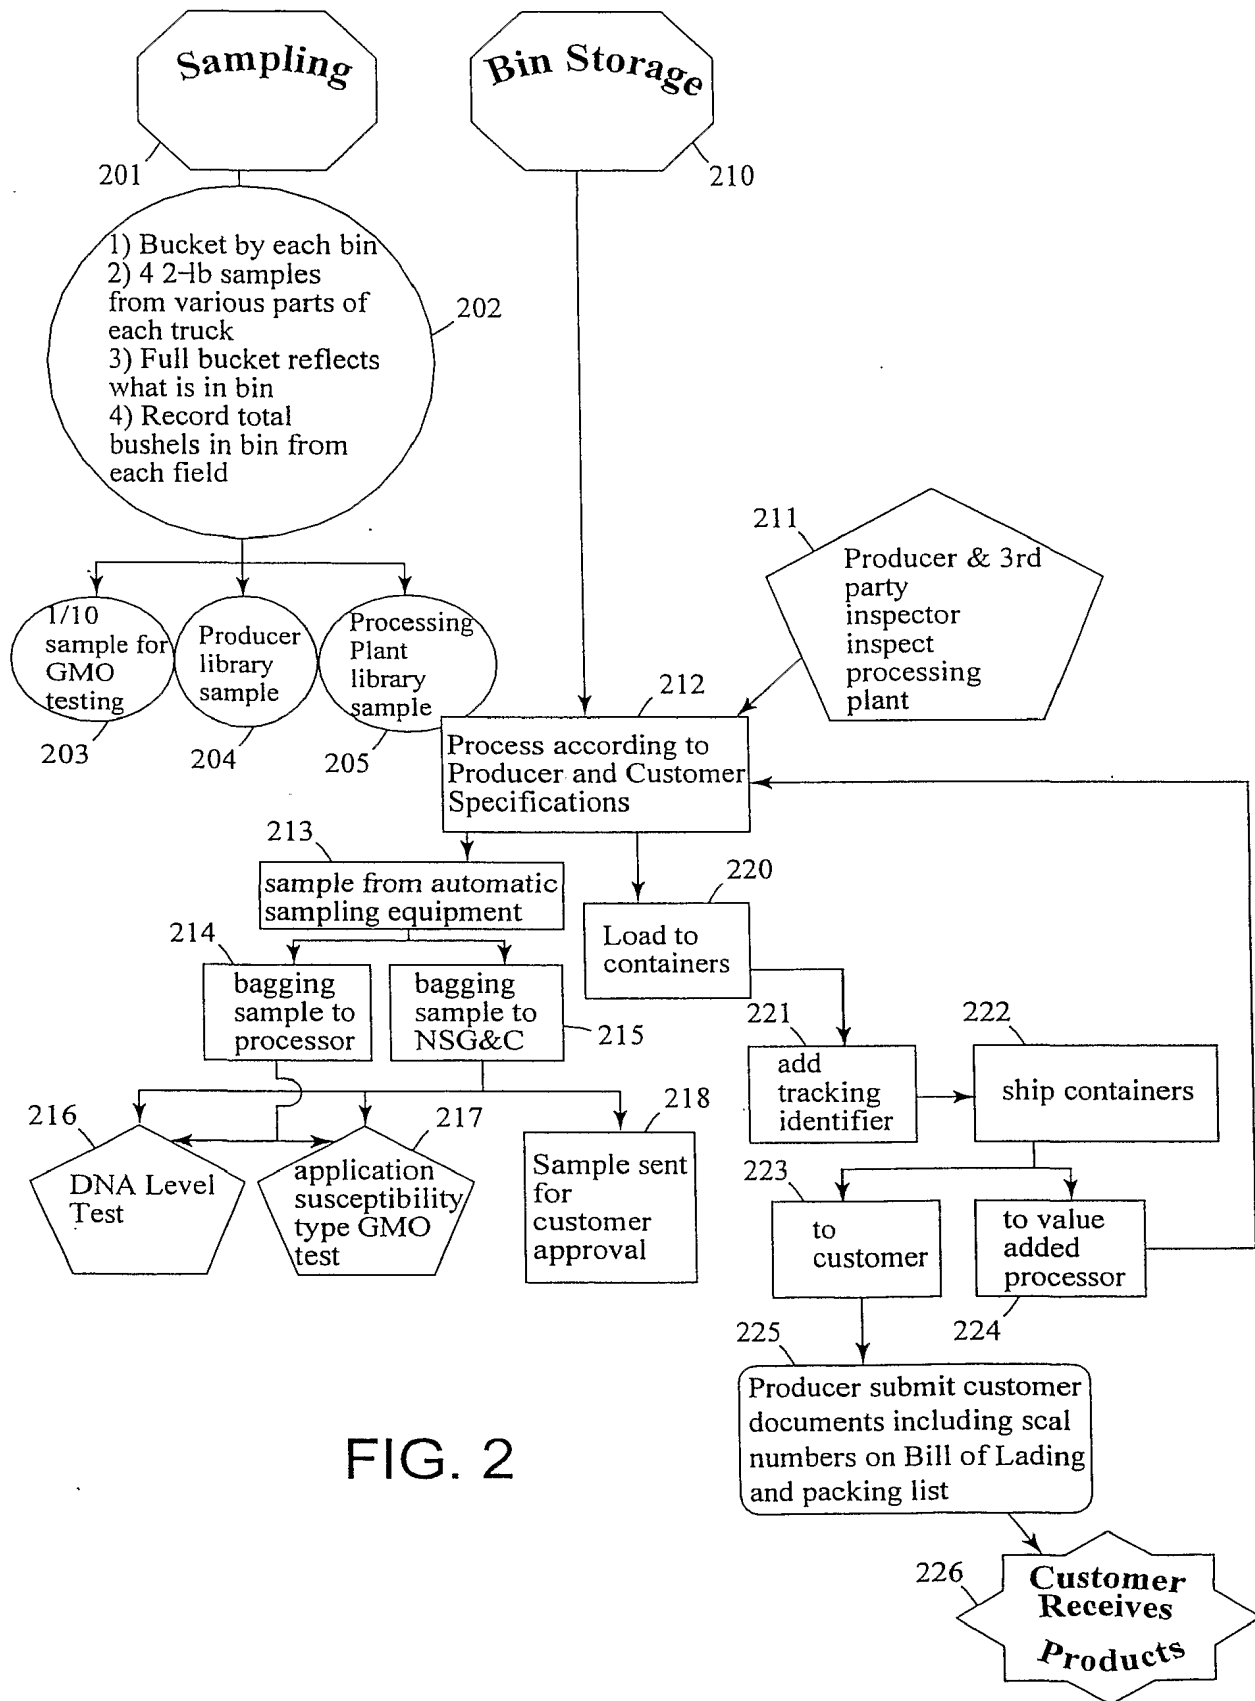 Sampling
Bin Storage
201
210
1) Bucket by each bin
2) 4 2-lb samples
from various parts of
each truck
3) Full bucket reflects
what is in bin
4) Record total
bushels in bin from
each field
202
211
Producer & 3rd
party
inspector
inspect
processing
plant
1/10
sample for
GMO
testing
203
Producer
library
sample
204
Processing
Plant
library
sample
205
212
Process according to
Producer and Customer
Specifications
213
sample from automatic
sampling equipment
220
Load to
containers
214
bagging
sample to
processor
bagging
sample to
NSG&C
215
221
add
tracking
identifier
222
ship containers
216
DNA Level
Test
217
application
susceptibility
type GMO
test
218
Sample sent
for
customer
approval
223
to
customer
to value
added
processor
224
225
Producer submit customer
documents including scal
numbers on Bill of Lading
and packing list
FIG. 2
226
Customer
Receives
Products